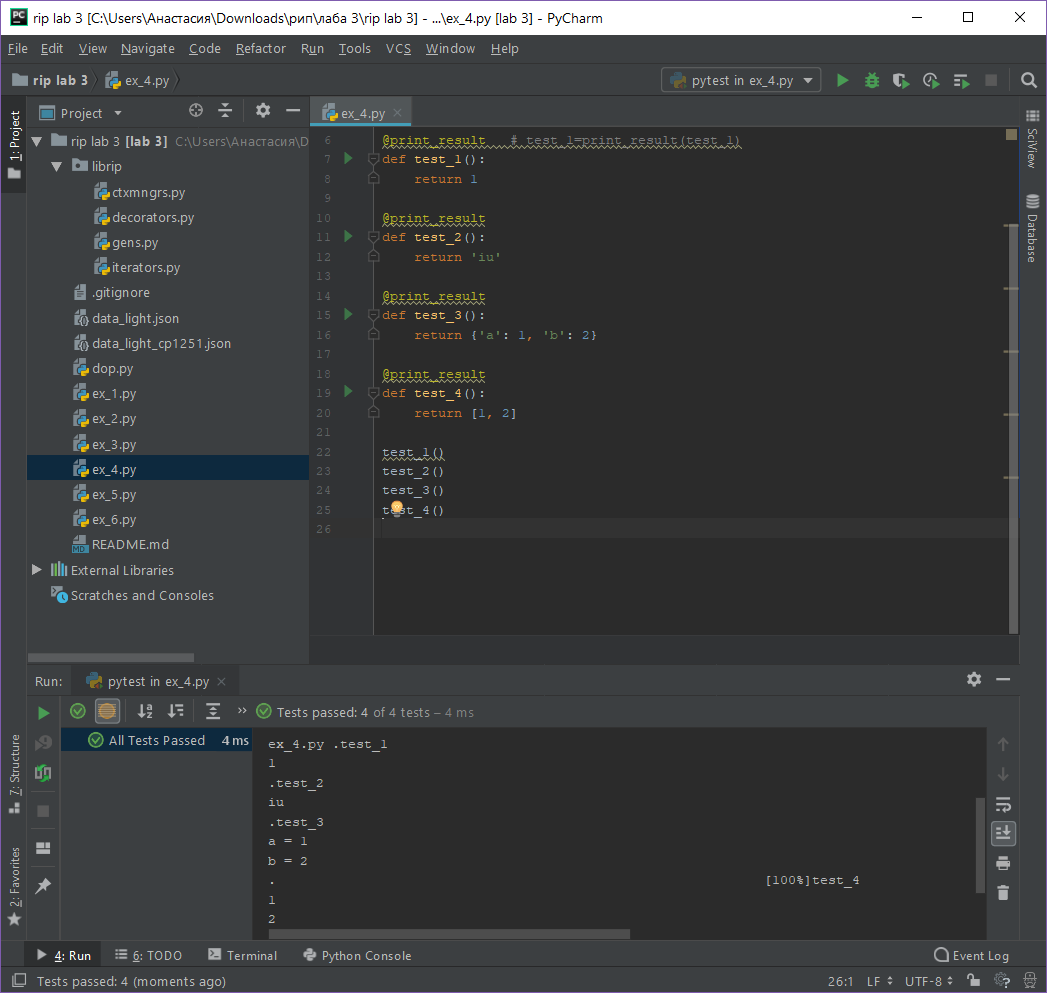 rip lab 3 [C:\Users\Анастасия\Downloads\рип\лаба 3\rip lab 3] - ...\ex_4.py [lab 3] - PyCharm
File Edit View Navigate Code Refactor Run Tools VCS Window Help
rip lab 3 ex_4.py pytest in ex_4.py
1: Project
Project
rip lab 3 [lab 3] C:\Users\Анастасия\D
librip
ctxmngrs.py
decorators.py
gens.py
iterators.py
.gitignore
data_light.json
data_light_cp1251.json
dop.py
ex_1.py
ex_2.py
ex_3.py
ex_4.py
ex_5.py
ex_6.py
README.md
External Libraries
Scratches and Consoles
ex_4.py
6 @print_result # test_1=print_result(test_1)
7 def test_1():
8 return 1
9
10 @print_result
11 def test_2():
12 return 'iu'
13
14 @print_result
15 def test_3():
16 return {'a': 1, 'b': 2}
17
18 @print_result
19 def test_4():
20 return [1, 2]
21
22 test_1()
23 test_2()
24 test_3()
25 test_4()
26
SciView
Database
Run: pytest in ex_4.py
Tests passed: 4 of 4 tests – 4 ms
All Tests Passed 4 ms
ex_4.py .test_1
1
.test_2
iu
.test_3
a = 1
b = 2
. [100%]test_4
1
2
7: Structure
2: Favorites
4: Run 6: TODO Terminal Python Console Event Log
Tests passed: 4 (moments ago) 26:1 LF UTF-8